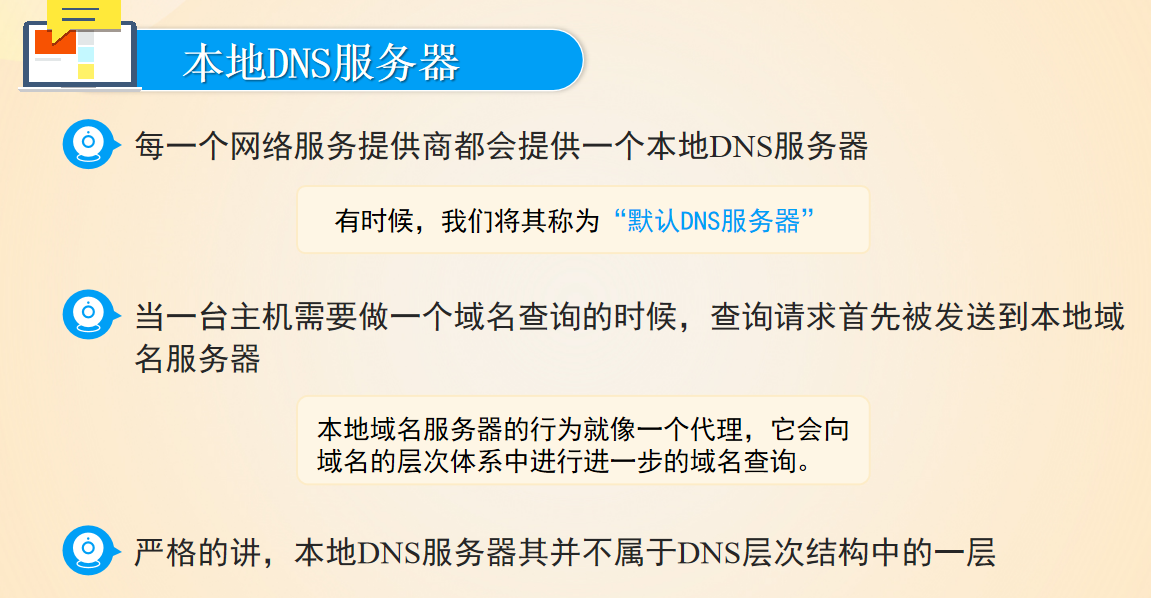 本地DNS服务器
每一个网络服务提供商都会提供一个本地DNS服务器
有时候，我们将其称为“默认DNS服务器”
当一台主机需要做一个域名查询的时候，查询请求首先被发送到本地域
名服务器
本地域名服务器的行为就像一个代理，它会向
域名的层次体系中进行进一步的域名查询。
严格的讲，本地DNS服务器其并不属于DNS层次结构中的一层